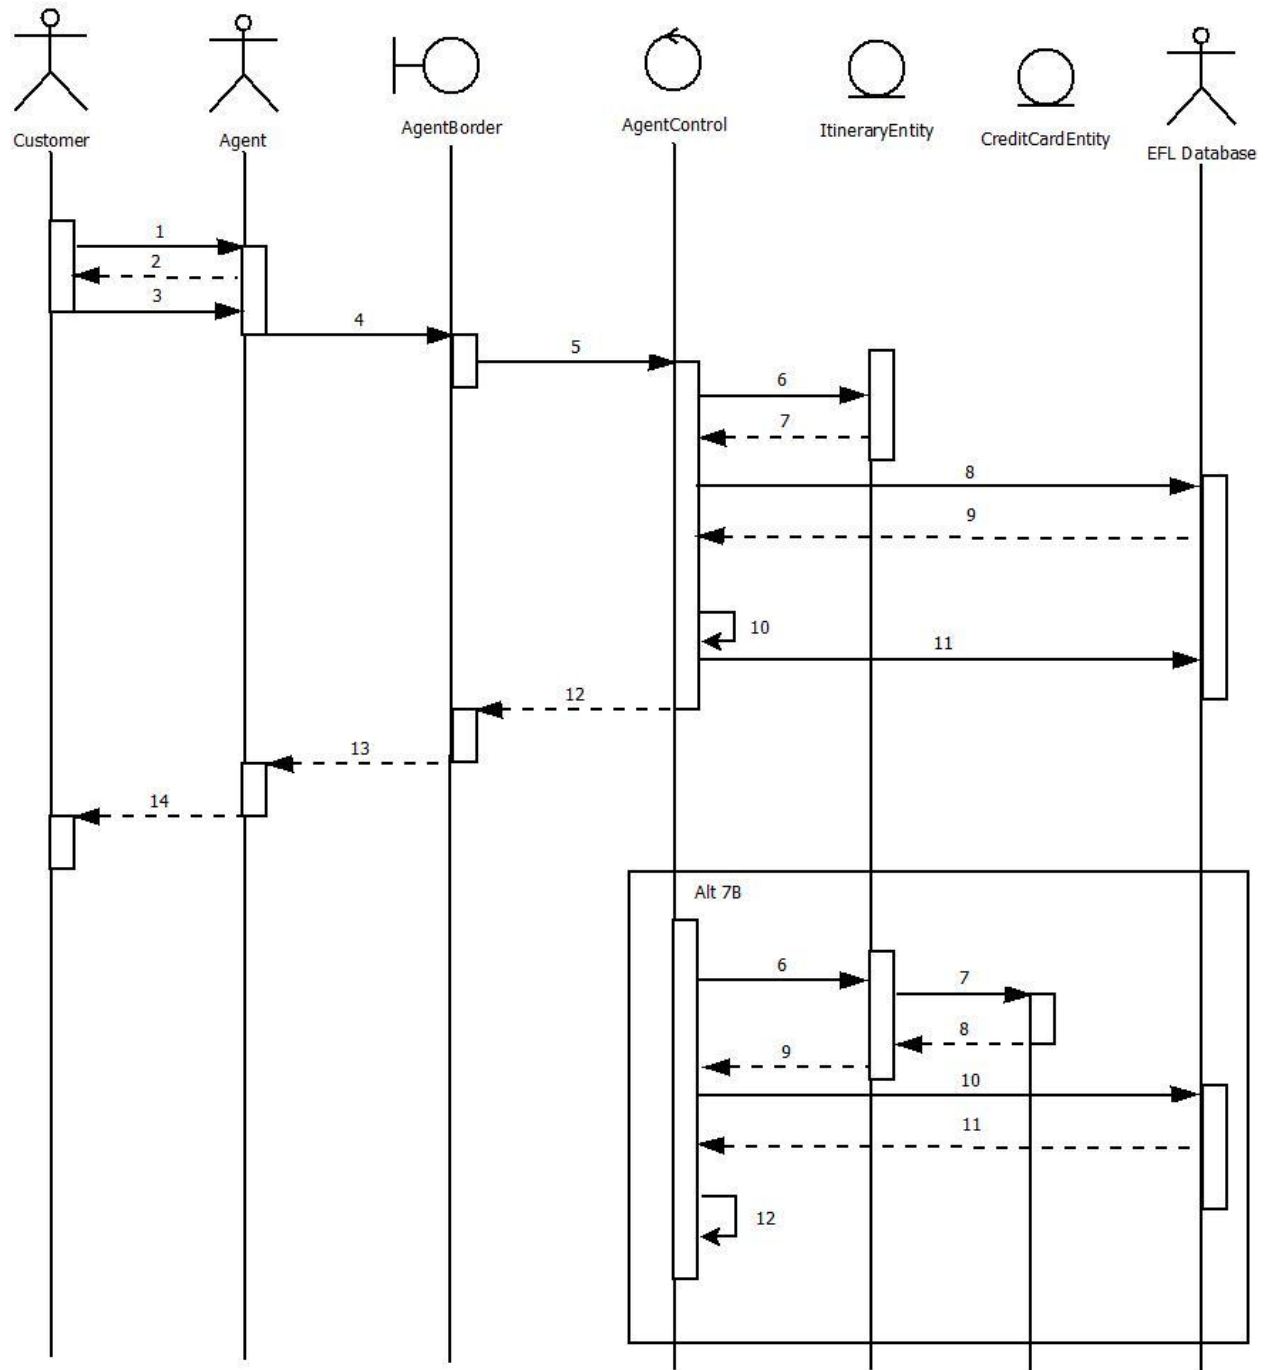 Customer
Agent
AgentBorder
AgentControl
ItineraryEntity
CreditCardEntity
EFL Database
1
2
3
4
5
6
7
8
9
10
11
12
13
14
Alt 7B
6
7
8
9
10
11
12